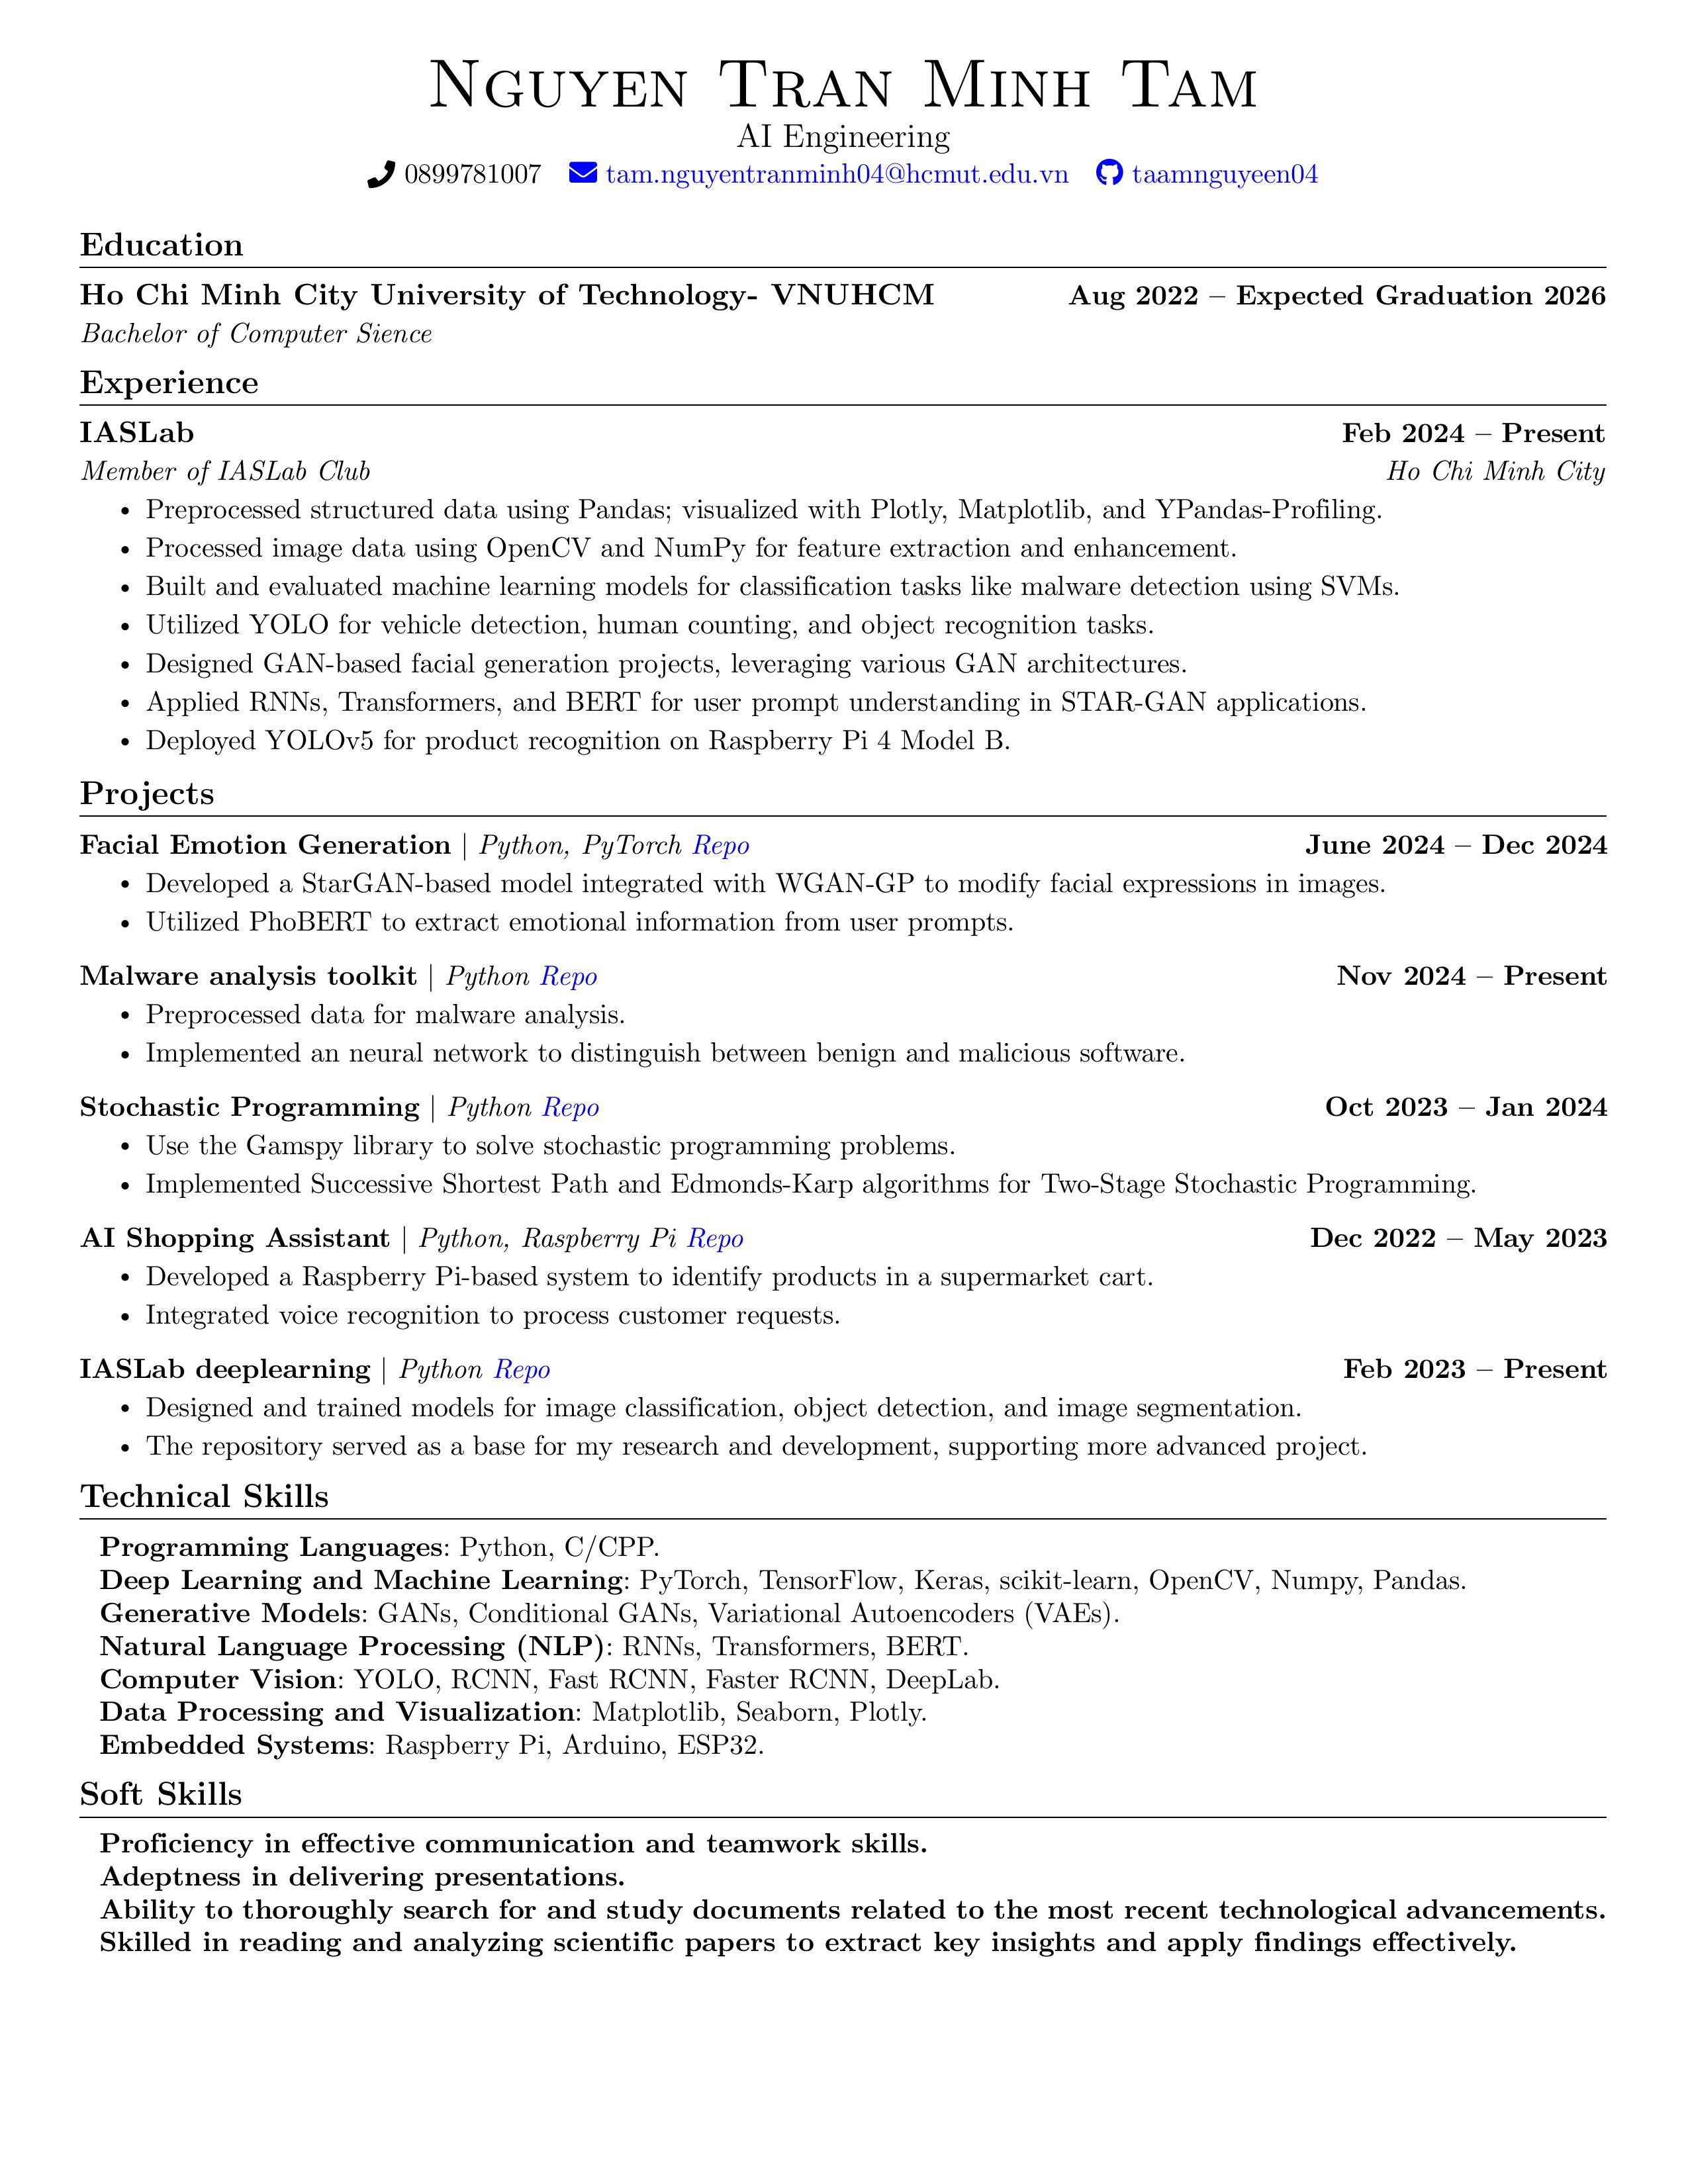 Nguyen Tran Minh Tam
AI Engineering
0899781007 tam.nguyentranminh04@hcmut.edu.vn taamnguyeen04
Education
Ho Chi Minh City University of Technology- VNUHCM Aug 2022 – Expected Graduation 2026
Bachelor of Computer Sience
Experience
IASLab Feb 2024 – Present
Member of IASLab Club Ho Chi Minh City
• Preprocessed structured data using Pandas; visualized with Plotly, Matplotlib, and YPandas-Profiling.
• Processed image data using OpenCV and NumPy for feature extraction and enhancement.
• Built and evaluated machine learning models for classification tasks like malware detection using SVMs.
• Utilized YOLO for vehicle detection, human counting, and object recognition tasks.
• Designed GAN-based facial generation projects, leveraging various GAN architectures.
• Applied RNNs, Transformers, and BERT for user prompt understanding in STAR-GAN applications.
• Deployed YOLOv5 for product recognition on Raspberry Pi 4 Model B.
Projects
Facial Emotion Generation | Python, PyTorch Repo June 2024 – Dec 2024
• Developed a StarGAN-based model integrated with WGAN-GP to modify facial expressions in images.
• Utilized PhoBERT to extract emotional information from user prompts.
Malware analysis toolkit | Python Repo Nov 2024 – Present
• Preprocessed data for malware analysis.
• Implemented an neural network to distinguish between benign and malicious software.
Stochastic Programming | Python Repo Oct 2023 – Jan 2024
• Use the Gamspy library to solve stochastic programming problems.
• Implemented Successive Shortest Path and Edmonds-Karp algorithms for Two-Stage Stochastic Programming.
AI Shopping Assistant | Python, Raspberry Pi Repo Dec 2022 – May 2023
• Developed a Raspberry Pi-based system to identify products in a supermarket cart.
• Integrated voice recognition to process customer requests.
IASLab deeplearning | Python Repo Feb 2023 – Present
• Designed and trained models for image classification, object detection, and image segmentation.
• The repository served as a base for my research and development, supporting more advanced project.
Technical Skills
Programming Languages: Python, C/CPP.
Deep Learning and Machine Learning: PyTorch, TensorFlow, Keras, scikit-learn, OpenCV, Numpy, Pandas.
Generative Models: GANs, Conditional GANs, Variational Autoencoders (VAEs).
Natural Language Processing (NLP): RNNs, Transformers, BERT.
Computer Vision: YOLO, RCNN, Fast RCNN, Faster RCNN, DeepLab.
Data Processing and Visualization: Matplotlib, Seaborn, Plotly.
Embedded Systems: Raspberry Pi, Arduino, ESP32.
Soft Skills
Proficiency in effective communication and teamwork skills.
Adeptness in delivering presentations.
Ability to thoroughly search for and study documents related to the most recent technological advancements.
Skilled in reading and analyzing scientific papers to extract key insights and apply findings effectively.